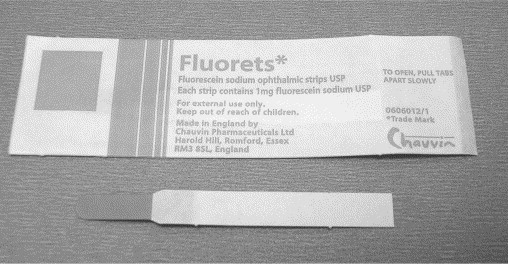 Fluorets*
Fluorescein sodium ophthalmic strips USP
Each strip contains 1mg fluorescein sodium USP
For external use only.
Keep out of reach of children.
Made in England by
Chauvin Pharmaceuticals Ltd
Harold Hill, Romford, Essex
RM3 8SL, England
TO OPEN, PULL TABS
APART SLOWLY
0606012/1
*Trade Mark
Chauvin